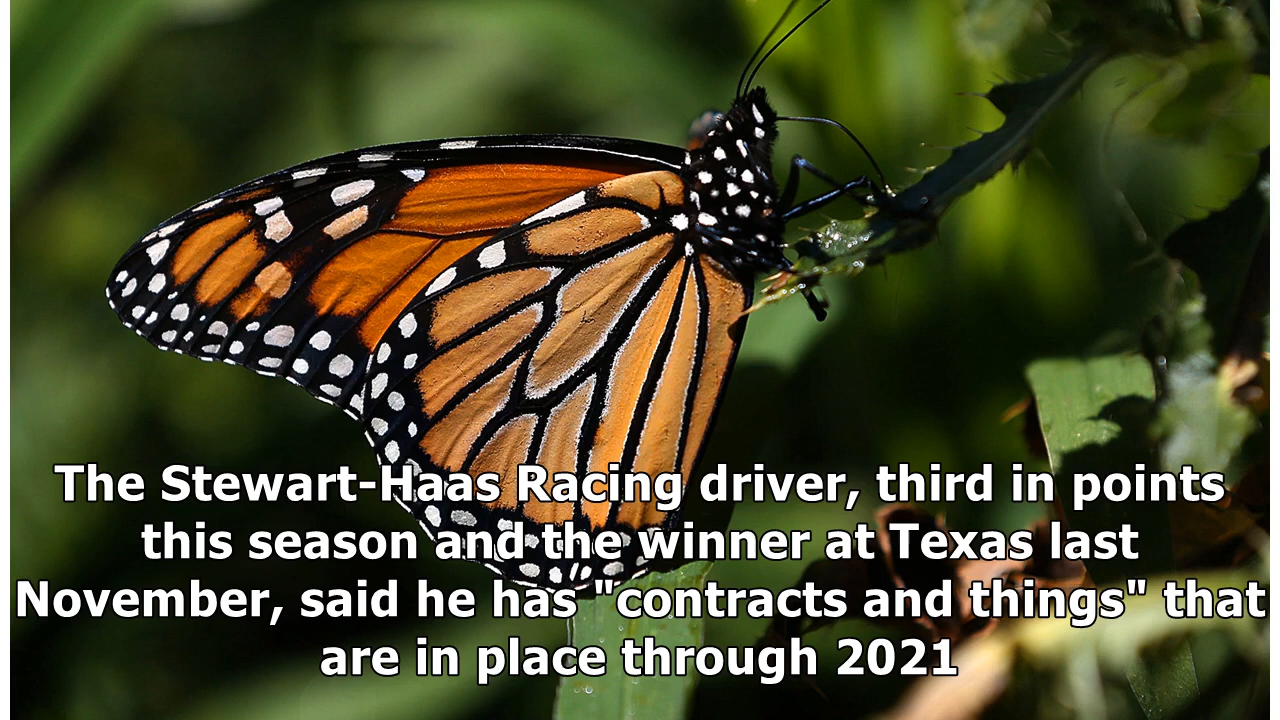 The Stewart-Haas Racing driver, third in points
this season and the winner at Texas last
November, said he has "contracts and things" that
are in place through 2021